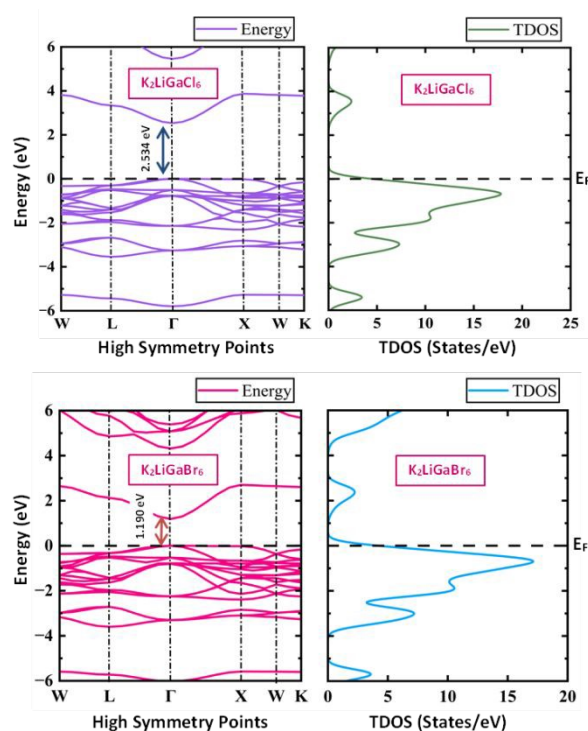 Energy
K₂LiGaCl₆
2.534 eV
Energy (eV)
6
4
2
0
−2
−4
−6
W L Γ X W K
High Symmetry Points
TDOS
K₂LiGaCl₆
E_F
0 5 10 15 20 25
TDOS (States/eV)
Energy
K₂LiGaBr₆
1.190 eV
Energy (eV)
6
4
2
0
−2
−4
−6
W L Γ X W K
High Symmetry Points
TDOS
K₂LiGaBr₆
E_F
0 5 10 15 20
TDOS (States/eV)